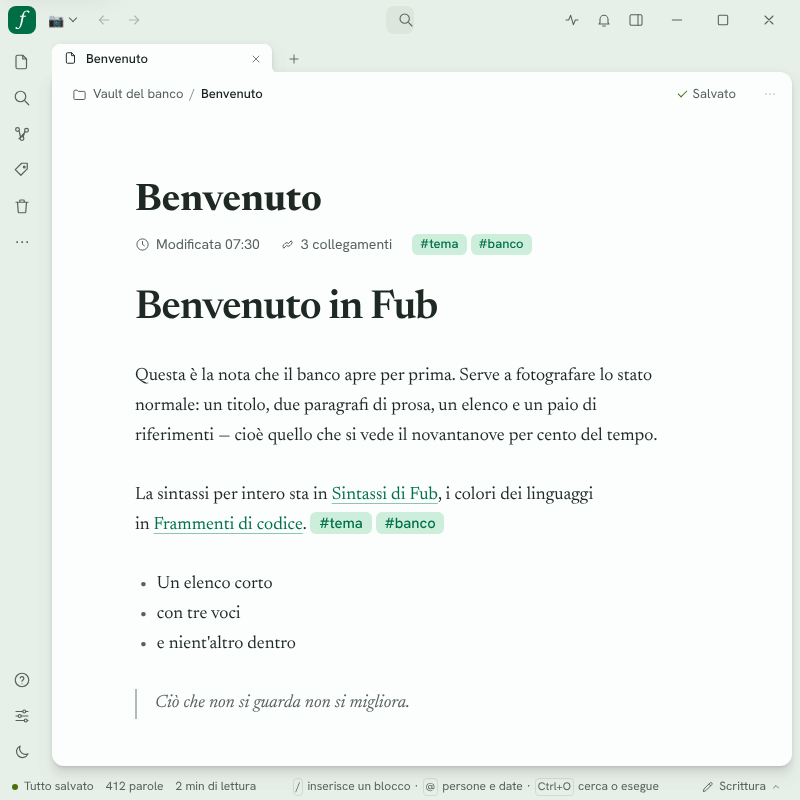 f
Benvenuto
Vault del banco / Benvenuto
Salvato
Benvenuto
Modificata 07:30 3 collegamenti #tema #banco
Benvenuto in Fub
Questa è la nota che il banco apre per prima. Serve a fotografare lo stato
normale: un titolo, due paragrafi di prosa, un elenco e un paio di
riferimenti — cioè quello che si vede il novantanove per cento del tempo.
La sintassi per intero sta in Sintassi di Fub, i colori dei linguaggi
in Frammenti di codice. #tema #banco
• Un elenco corto
• con tre voci
• e nient'altro dentro
Ciò che non si guarda non si migliora.
Tutto salvato 412 parole 2 min di lettura / inserisce un blocco · @ persone e date · Ctrl+O cerca o esegue Scrittura